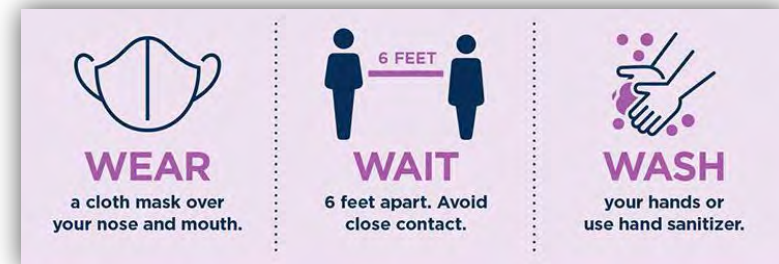 WEAR
a cloth mask over
your nose and mouth.
6 FEET
WAIT
6 feet apart. Avoid
close contact.
WASH
your hands or
use hand sanitizer.